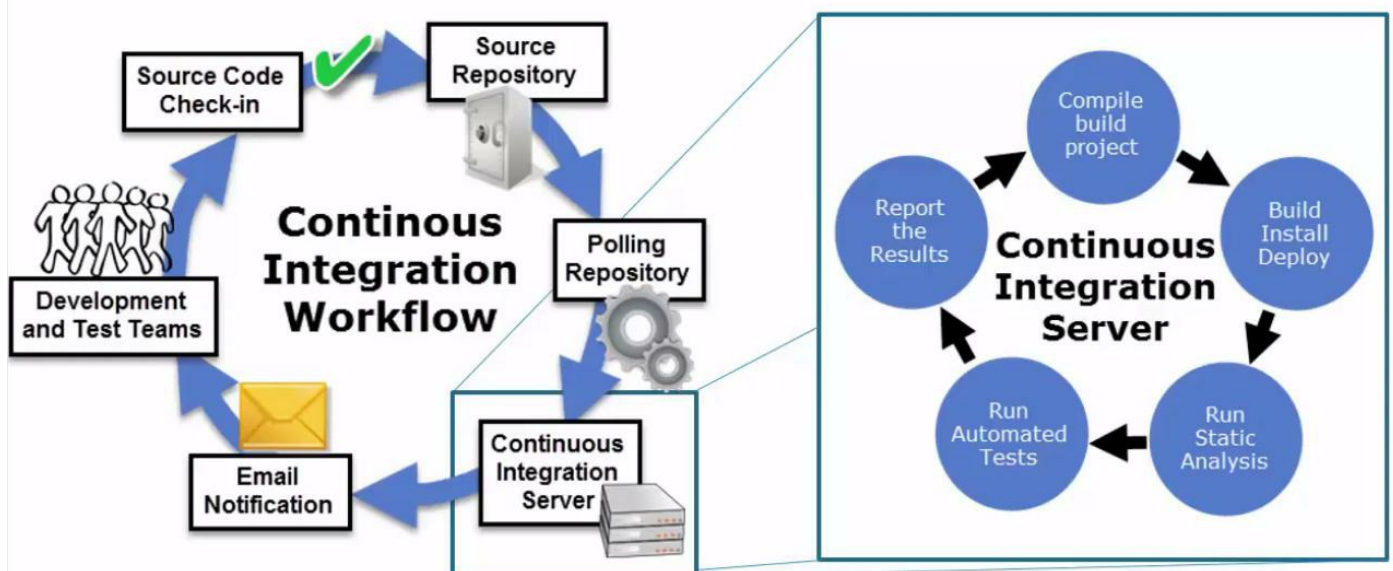 Source Code
Check-in
Source
Repository
Polling
Repository
Continuous
Integration
Server
Email
Notification
Development
and Test Teams
Continous
Integration
Workflow
Compile
build
project
Build
Install
Deploy
Run
Static
Analysis
Run
Automated
Tests
Report
the
Results
Continuous
Integration
Server